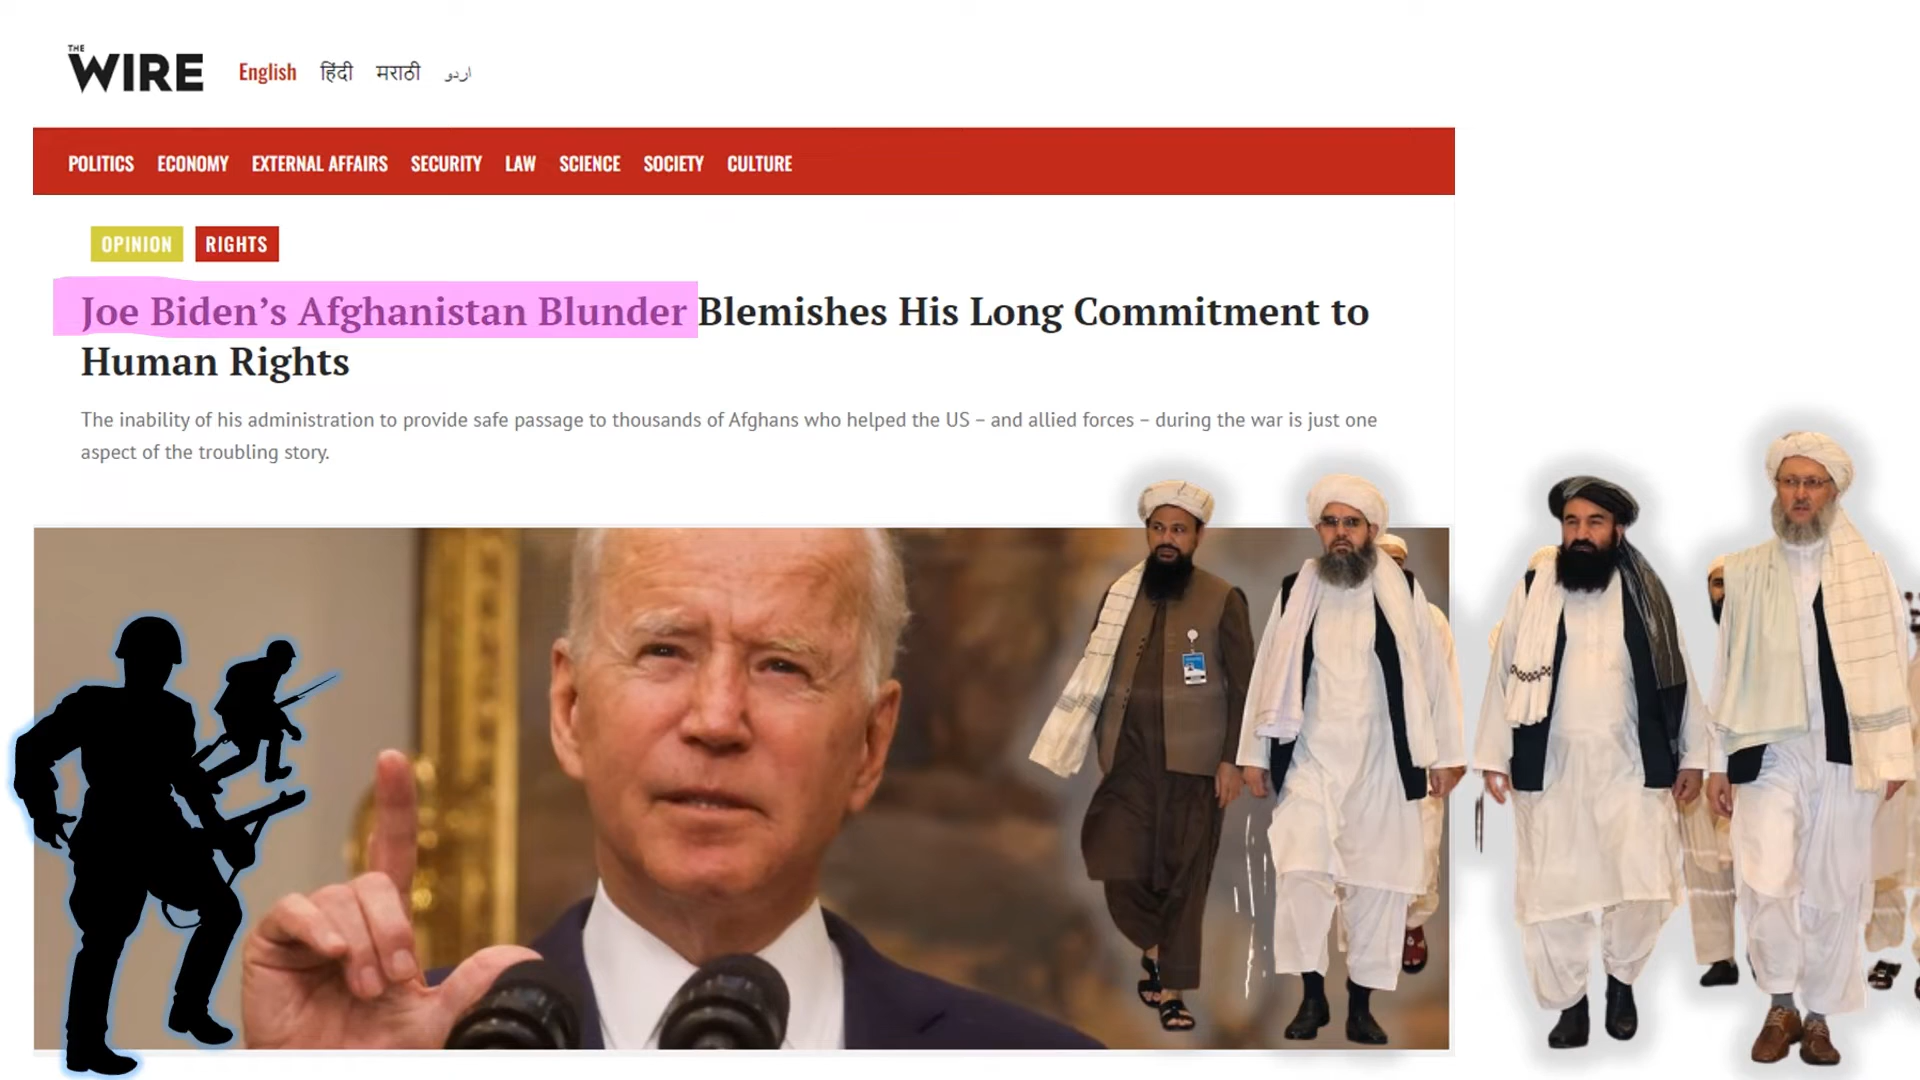 THE
WIRE English हिंदी मराठी اردو
POLITICS ECONOMY EXTERNAL AFFAIRS SECURITY LAW SCIENCE SOCIETY CULTURE
OPINION RIGHTS
Joe Biden’s Afghanistan Blunder Blemishes His Long Commitment to
Human Rights
The inability of his administration to provide safe passage to thousands of Afghans who helped the US – and allied forces – during the war is just one
aspect of the troubling story.